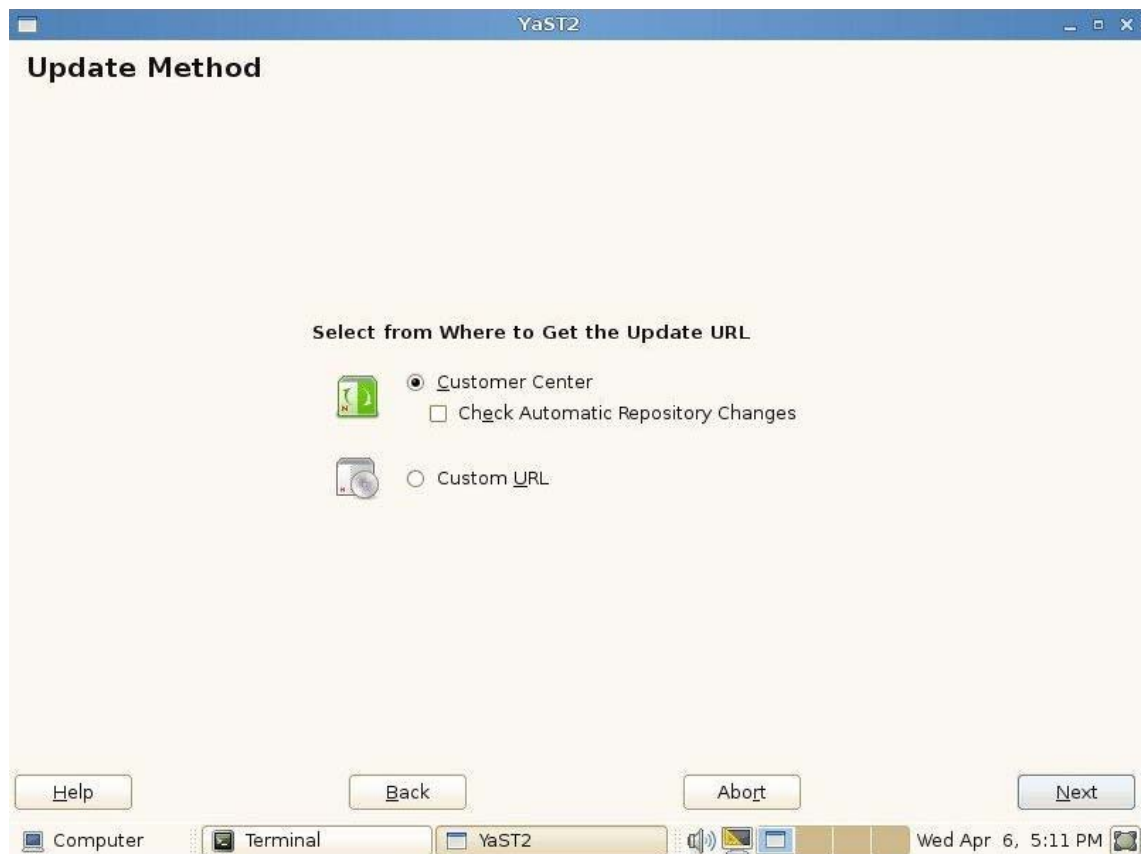 YaST2
Update Method
Select from Where to Get the Update URL
Customer Center
Check Automatic Repository Changes
Custom URL
Help
Back
Abort
Next
Computer
Terminal
YaST2
Wed Apr 6, 5:11 PM